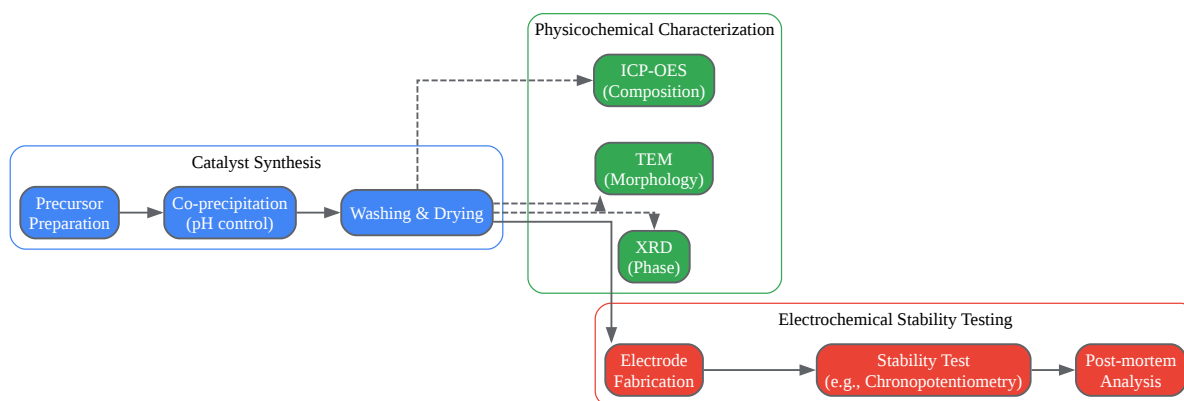 Physicochemical Characterization
ICP-OES
(Composition)
TEM
(Morphology)
XRD
(Phase)
Catalyst Synthesis
Precursor
Preparation
Co-precipitation
(pH control)
Washing & Drying
Electrochemical Stability Testing
Electrode
Fabrication
Stability Test
(e.g., Chronopotentiometry)
Post-mortem
Analysis